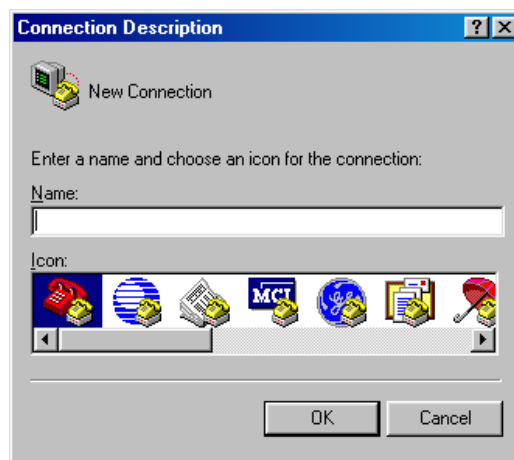 Connection Description
New Connection
Enter a name and choose an icon for the connection:
Name:
Icon:
MCI
OK
Cancel